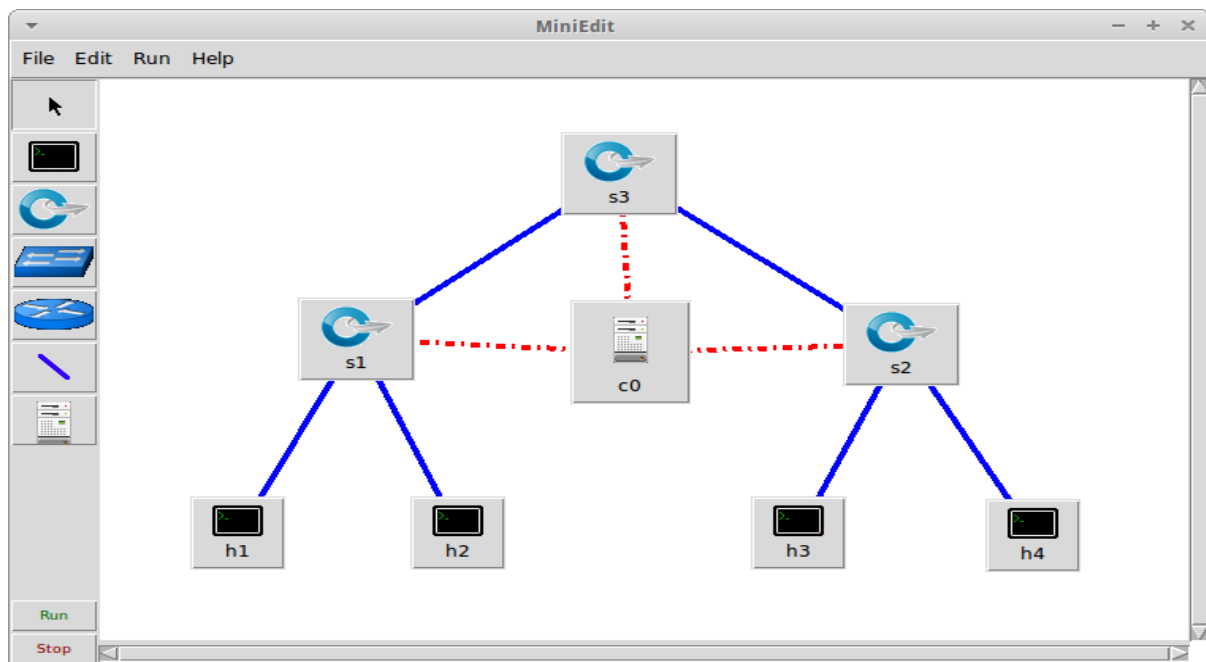 MiniEdit
File Edit Run Help
s3
s1
c0
s2
h1
h2
h3
h4
Run
Stop